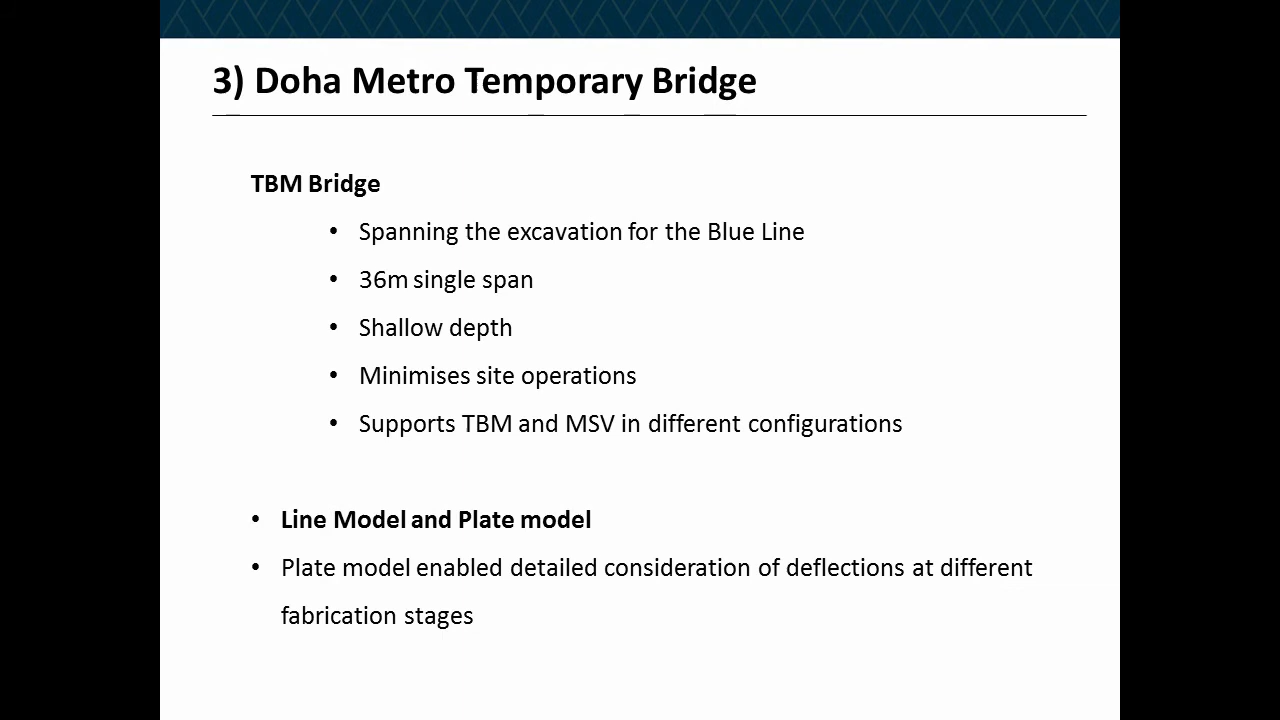 3) Doha Metro Temporary Bridge
TBM Bridge
• Spanning the excavation for the Blue Line
• 36m single span
• Shallow depth
• Minimises site operations
• Supports TBM and MSV in different configurations
• Line Model and Plate model
• Plate model enabled detailed consideration of deflections at different
fabrication stages